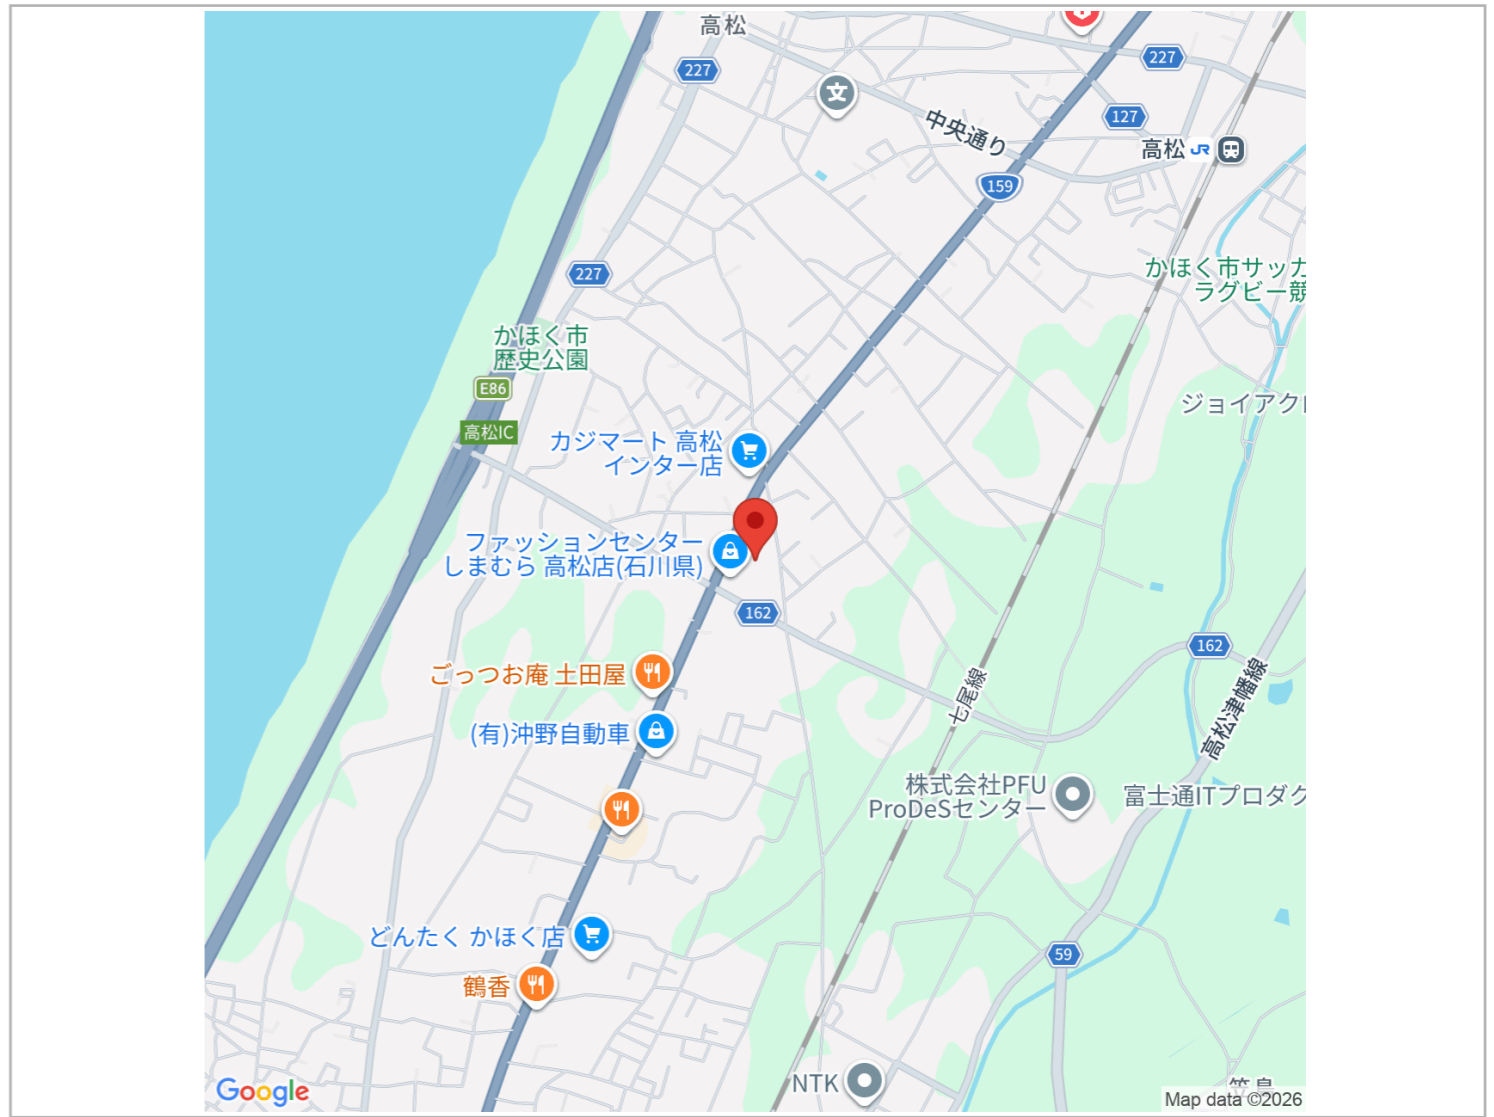 高松
227
227
中央通り
127
高松 JR
159
かほく市サッカ
ラグビー競
227
かほく市
歴史公園
E86
高松IC
ジョイアク
カジマート 高松
インター店
ファッションセンター
しまむら 高松店(石川県)
162
162
ごっつお庵 土田屋
七尾線
高松津幡線
(有)沖野自動車
株式会社PFU
ProDeSセンター
富士通ITプロダク
どんたく かほく店
59
鶴香
NTK
Google
Map data ©2026